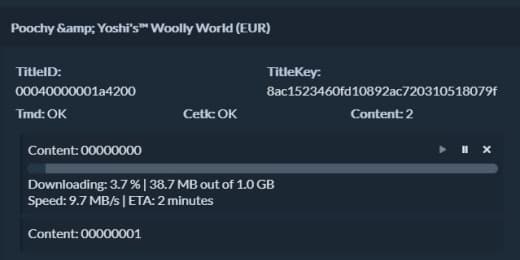 Poochy &amp; Yoshi's™ Woolly World (EUR)
TitleID: TitleKey:
00040000001a4200 8ac1523460fd10892ac720310518079f
Tmd: OK Cetk: OK Content: 2
Content: 00000000
Downloading: 3.7 % | 38.7 MB out of 1.0 GB
Speed: 9.7 MB/s | ETA: 2 minutes
Content: 00000001